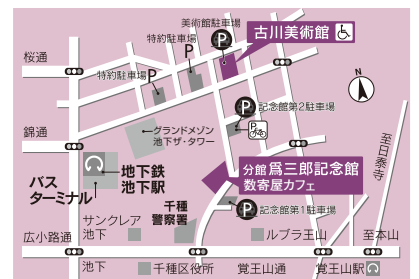 美術館駐車場
P
古川美術館
特約駐車場
P
桜通
特約駐車場
P
N
P
記念館第2駐車場
P
グランドメゾン
池下ザ・タワー
錦通
至日泰寺
分館爲三郎記念館
数寄屋カフェ
地下鉄
池下駅
バス
ターミナル
千種
警察署
P
記念館第1駐車場
サンクレア
池下
広小路通
ルブラ王山
至本山
池下
千種区役所
覚王山通
覚王山駅